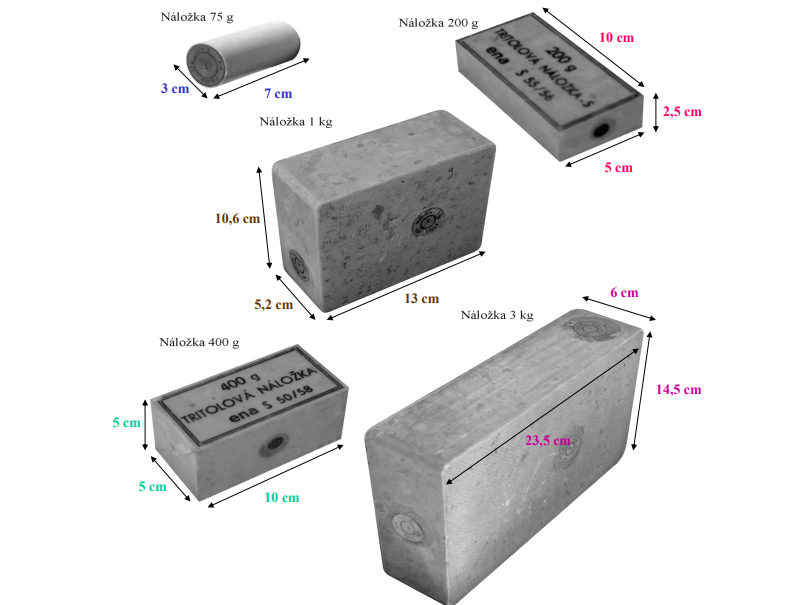 Náložka 75 g
3 cm
7 cm
Náložka 200 g
TRITOLOVÁ NÁLOŽKA-S
200 g
ena S 55/56
10 cm
2,5 cm
5 cm
Náložka 1 kg
10,6 cm
5,2 cm
13 cm
Náložka 400 g
400 g
TRITOLOVÁ NÁLOŽKA
ena S 50/58
5 cm
5 cm
10 cm
Náložka 3 kg
6 cm
14,5 cm
23,5 cm